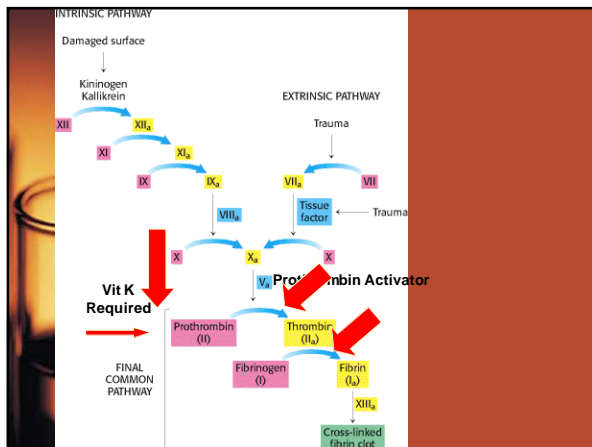 INTRINSIC PATHWAY
Damaged surface
Kininogen
Kallikrein
EXTRINSIC PATHWAY
XII
XIIa
Trauma
XI
XIa
IX
IXa
VIIa
VII
VIIIa
Tissue
factor
Trauma
X
Xa
X
Va
Prothrombin Activator
Vit K
Required
Prothrombin
(II)
Thrombin
(IIa)
FINAL
COMMON
PATHWAY
Fibrinogen
(I)
Fibrin
(Ia)
XIIIa
Cross-linked
fibrin clot